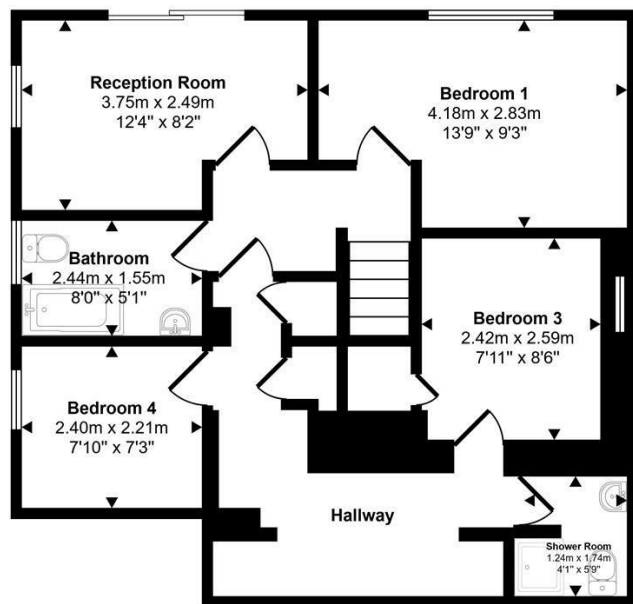 Reception Room
3.75m x 2.49m
12'4" x 8'2"
Bedroom 1
4.18m x 2.83m
13'9" x 9'3"
Bathroom
2.44m x 1.55m
8'0" x 5'1"
Bedroom 3
2.42m x 2.59m
7'11" x 8'6"
Bedroom 4
2.40m x 2.21m
7'10" x 7'3"
Hallway
Shower Room
1.24m x 1.74m
4'1" x 5'9"